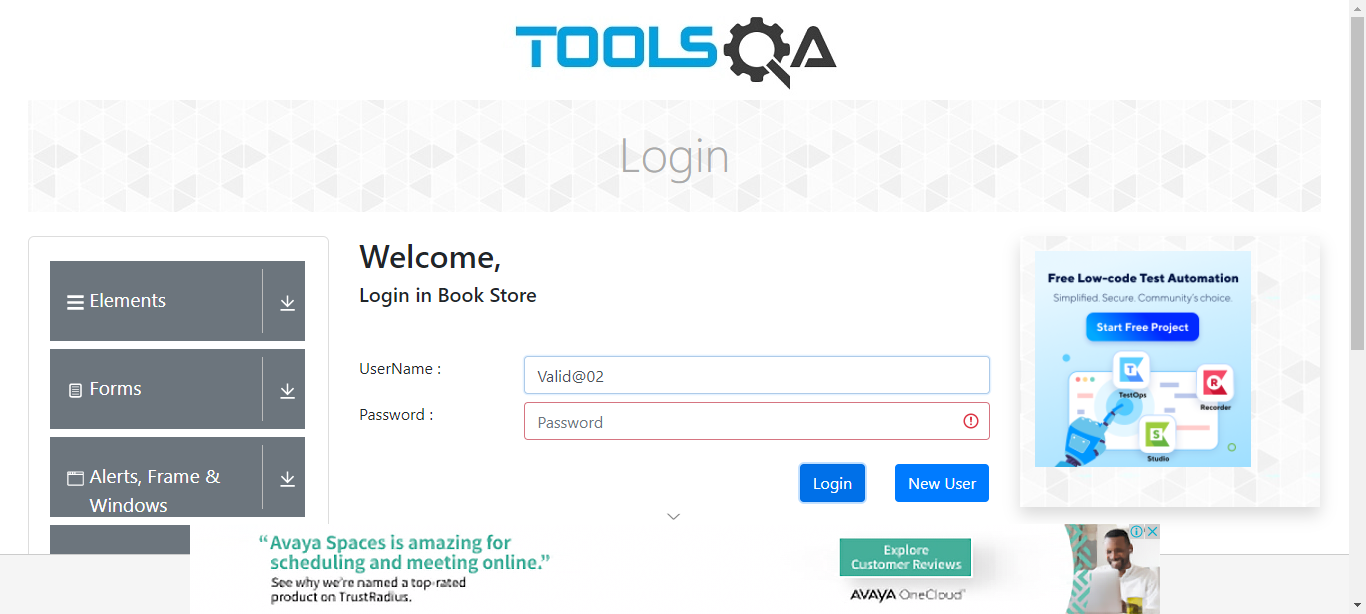 TOOLSQA
Login
Elements
Forms
Alerts, Frame &
Windows
Welcome,
Login in Book Store
UserName :
Valid@02
Password :
Password
Login
New User
Free Low-code Test Automation
Simplified. Secure. Community's choice.
Start Free Project
TestOps
Recorder
Studio
“Avaya Spaces is amazing for
scheduling and meeting online.”
See why we're named a top-rated
product on TrustRadius.
Explore
Customer Reviews
AVAYA OneCloud